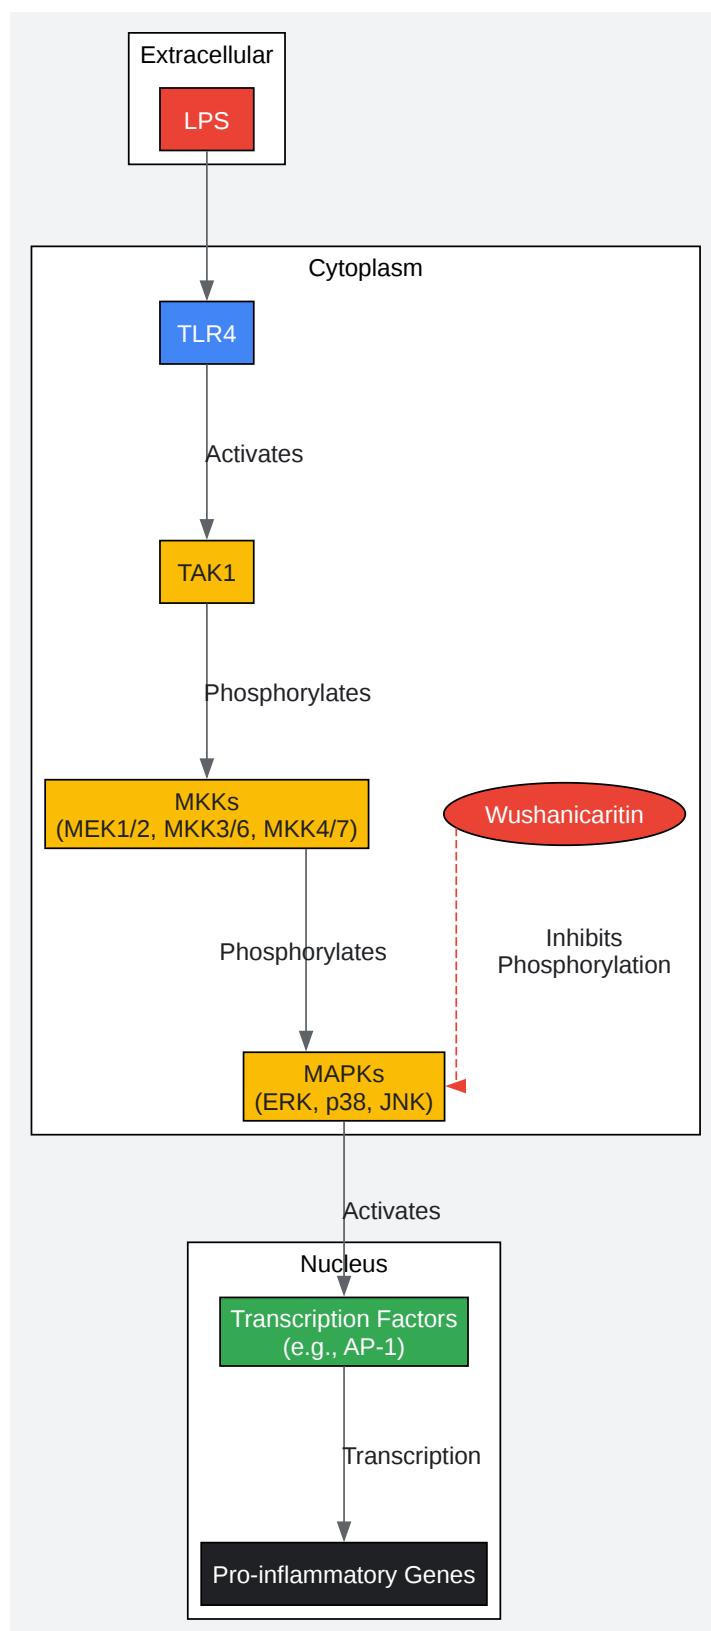 Extracellular
LPS
Cytoplasm
TLR4
Activates
TAK1
Phosphorylates
MKKs
(MEK1/2, MKK3/6, MKK4/7)
Wushanicaritin
Phosphorylates
Inhibits
Phosphorylation
MAPKs
(ERK, p38, JNK)
Activates
Nucleus
Transcription Factors
(e.g., AP-1)
Transcription
Pro-inflammatory Genes